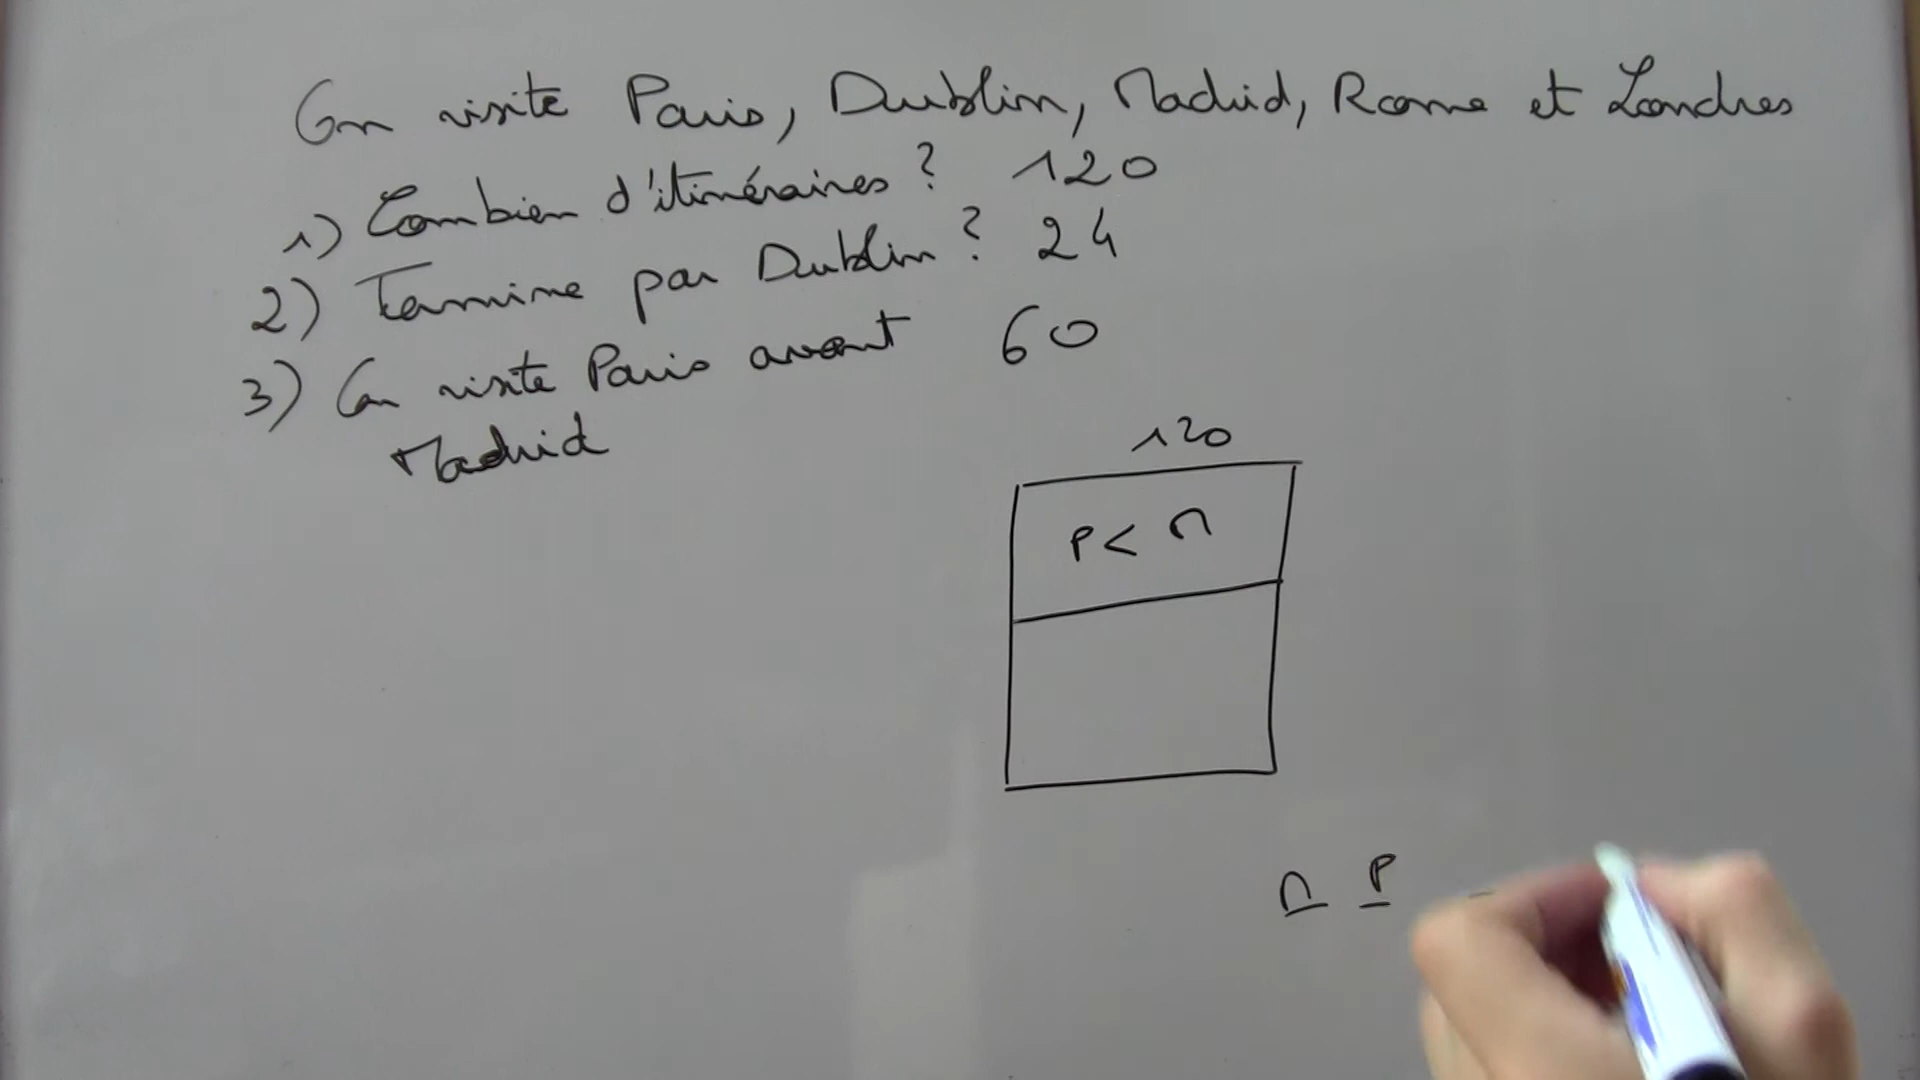 On visite Paris, Dublin, Madrid, Rome et Londres
1) Combien d'itinéraires ? 120
2) Termine par Dublin ? 24
3) On visite Paris avant 60
Madrid
120
P < M
M P